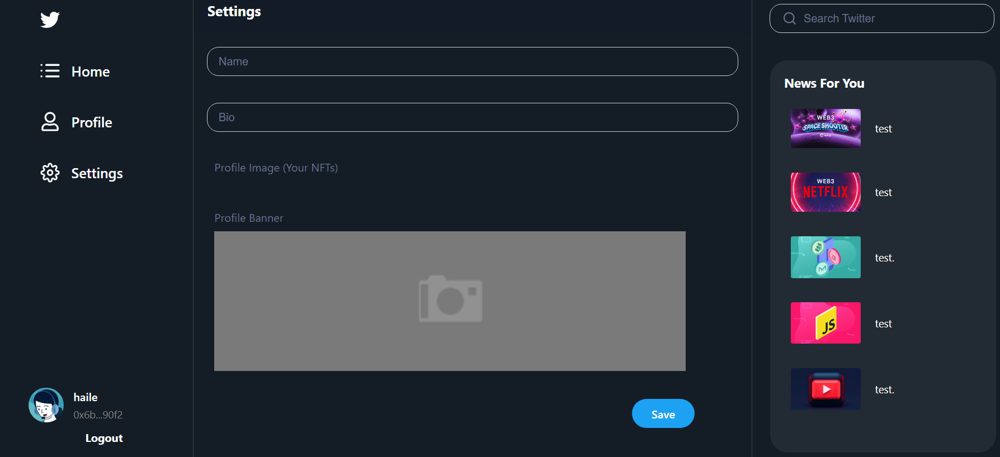 Home
Profile
Settings
haile
0x6b...90f2
Logout
Settings
Name
Bio
Profile Image (Your NFTs)
Profile Banner
Save
Search Twitter
News For You
WEB3
SPACE SHOOTER
unity
test
WEB3
NETFLIX
test
test.
JS
test
test.